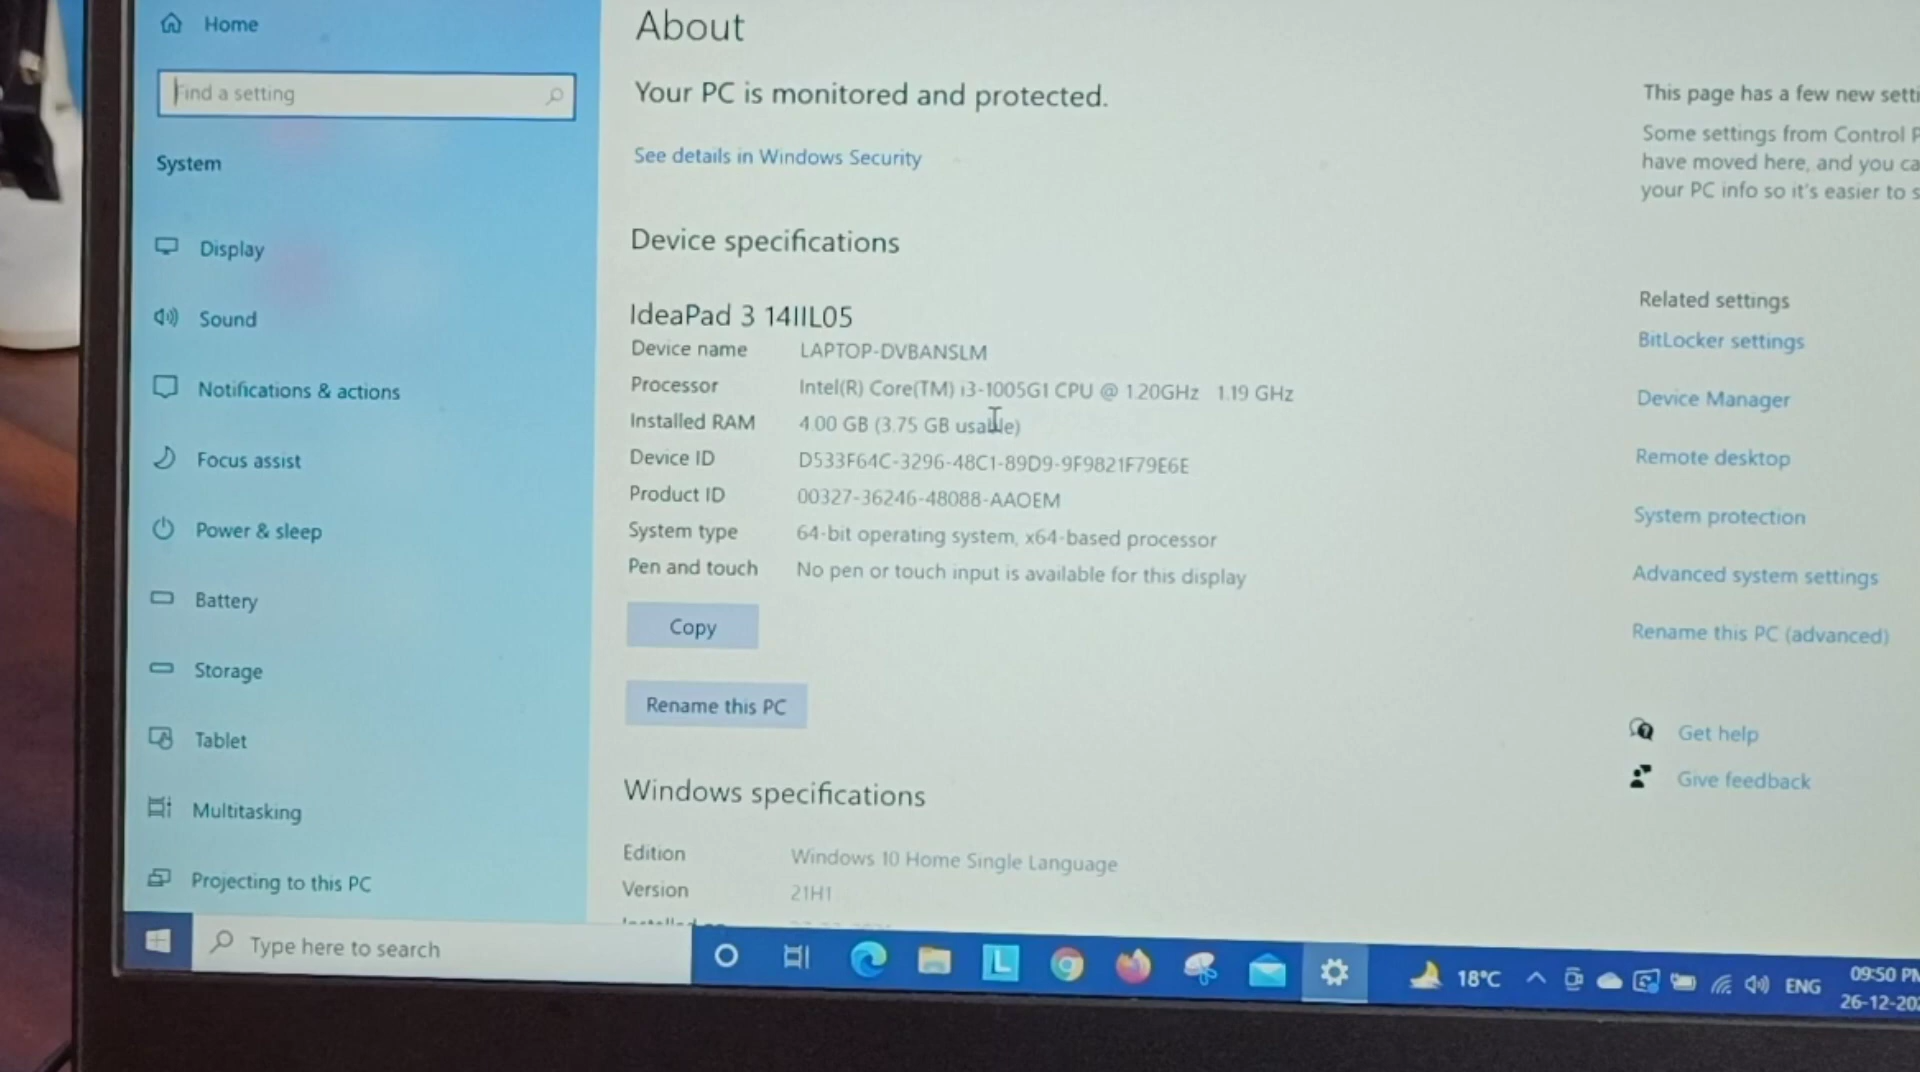 Home
Find a setting
System
Display
Sound
Notifications & actions
Focus assist
Power & sleep
Battery
Storage
Tablet
Multitasking
Projecting to this PC
About
Your PC is monitored and protected.
See details in Windows Security
Device specifications
IdeaPad 3 14IIL05
Device name LAPTOP-DVBANSLM
Processor Intel(R) Core(TM) i3-1005G1 CPU @ 1.20GHz 1.19 GHz
Installed RAM 4.00 GB (3.75 GB usable)
Device ID D533F64C-3296-48C1-89D9-9F9821F79E6E
Product ID 00327-36246-48088-AAOEM
System type 64-bit operating system, x64-based processor
Pen and touch No pen or touch input is available for this display
Copy
Rename this PC
Windows specifications
Edition Windows 10 Home Single Language
Version 21H1
This page has a few new setti
Some settings from Control P
have moved here, and you ca
your PC info so it's easier to s
Related settings
BitLocker settings
Device Manager
Remote desktop
System protection
Advanced system settings
Rename this PC (advanced)
Get help
Give feedback
Type here to search
L
18°C
ENG
09:50 PM
26-12-202